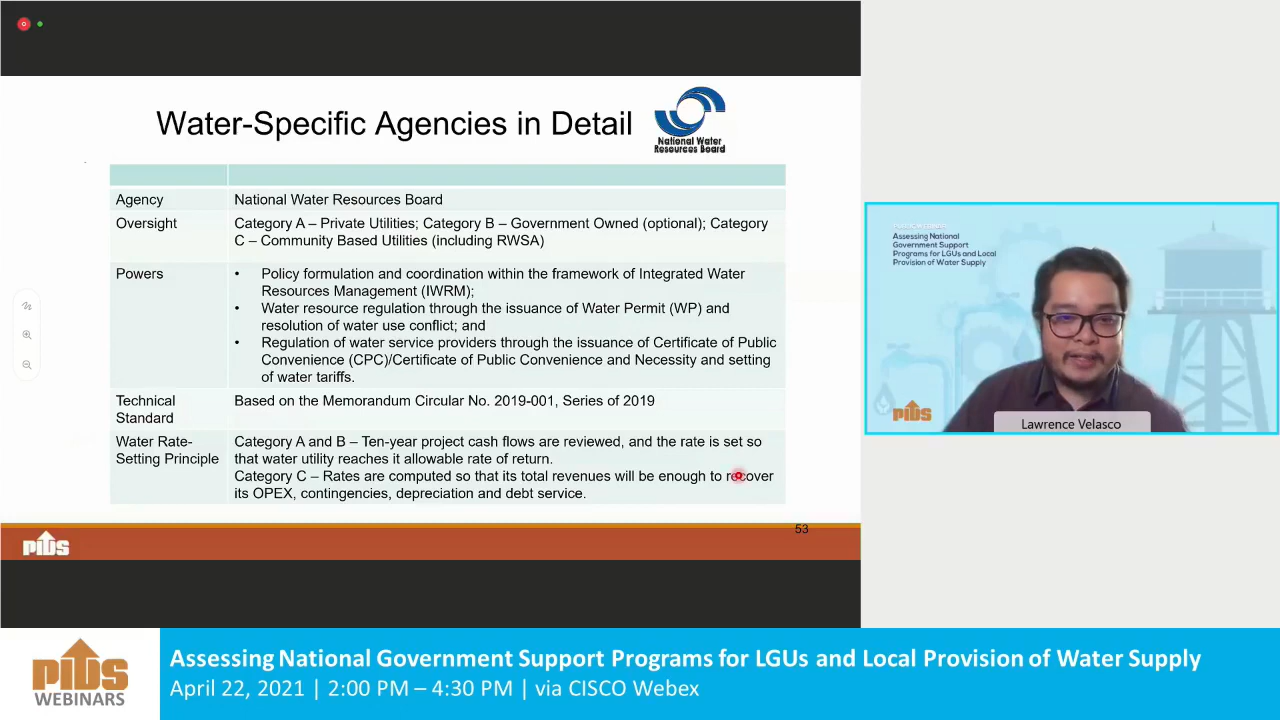 Water-Specific Agencies in Detail
National Water
Resources Board
Agency
National Water Resources Board
Oversight
Category A – Private Utilities; Category B – Government Owned (optional); Category
C – Community Based Utilities (including RWSA)
Powers
• Policy formulation and coordination within the framework of Integrated Water
Resources Management (IWRM);
• Water resource regulation through the issuance of Water Permit (WP) and
resolution of water use conflict; and
• Regulation of water service providers through the issuance of Certificate of Public
Convenience (CPC)/Certificate of Public Convenience and Necessity and setting
of water tariffs.
Technical
Standard
Based on the Memorandum Circular No. 2019-001, Series of 2019
Water Rate-
Setting Principle
Category A and B – Ten-year project cash flows are reviewed, and the rate is set so
that water utility reaches it allowable rate of return.
Category C – Rates are computed so that its total revenues will be enough to recover
its OPEX, contingencies, depreciation and debt service.
53
PIDS
Assessing National
Government Support
Programs for LGUs and Local
Provision of Water Supply
PIDS
Lawrence Velasco
PIDS
WEBINARS
Assessing National Government Support Programs for LGUs and Local Provision of Water Supply
April 22, 2021 | 2:00 PM – 4:30 PM | via CISCO Webex